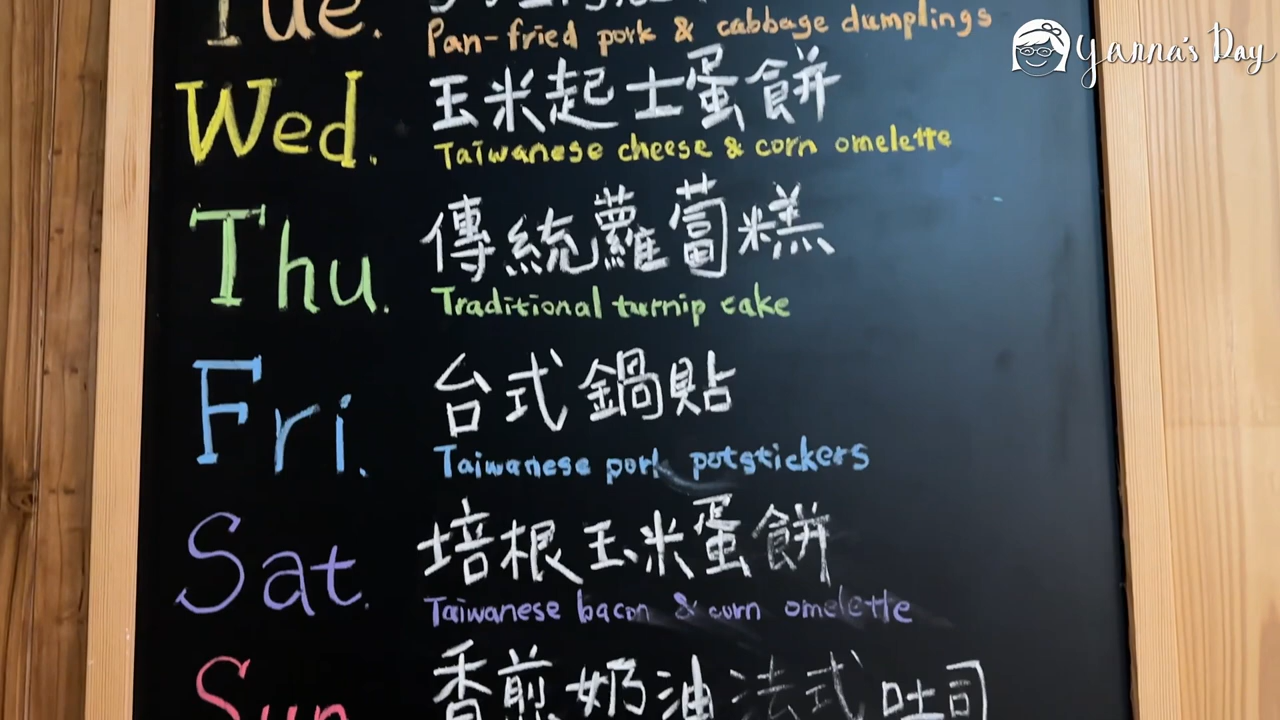 Tue.
Pan-fried pork & cabbage dumplings
Yanna's Day
Wed.
玉米起士蛋餅
Taiwanese cheese & corn omelette
Thu.
傳統蘿蔔糕
Traditional turnip cake
Fri.
台式鍋貼
Taiwanese pork potstickers
Sat.
培根玉米蛋餅
Taiwanese bacon & corn omelette
Sun
香煎奶油法式吐司